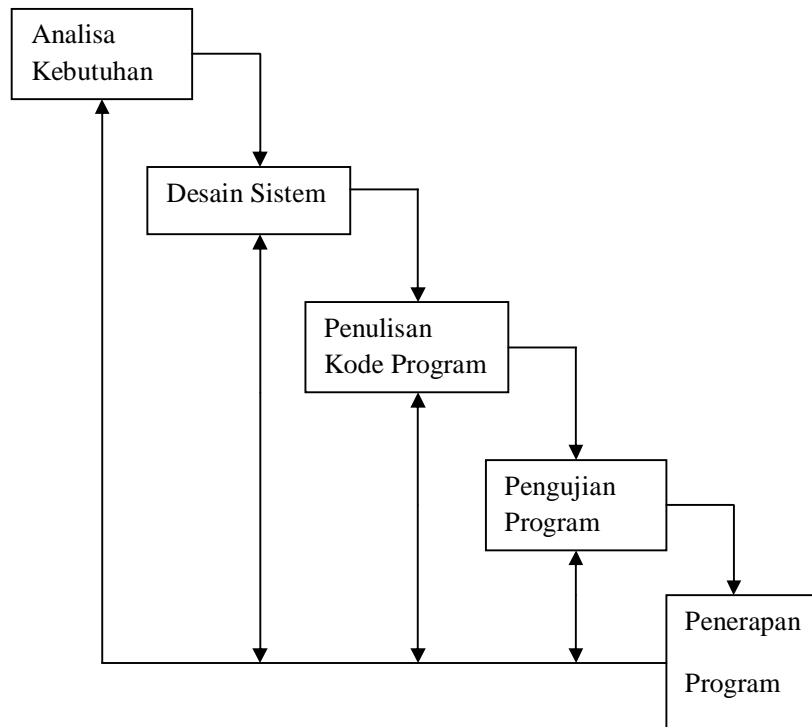 Analisa
Kebutuhan
Desain Sistem
Penulisan
Kode Program
Pengujian
Program
Penerapan
Program